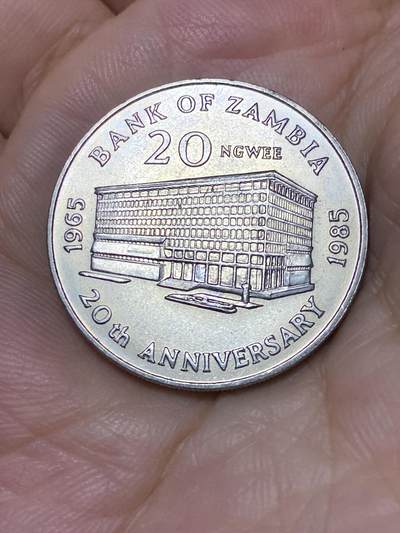 BANK OF ZAMBIA
20 NGWEE
1965
1985
20th ANNIVERSARY